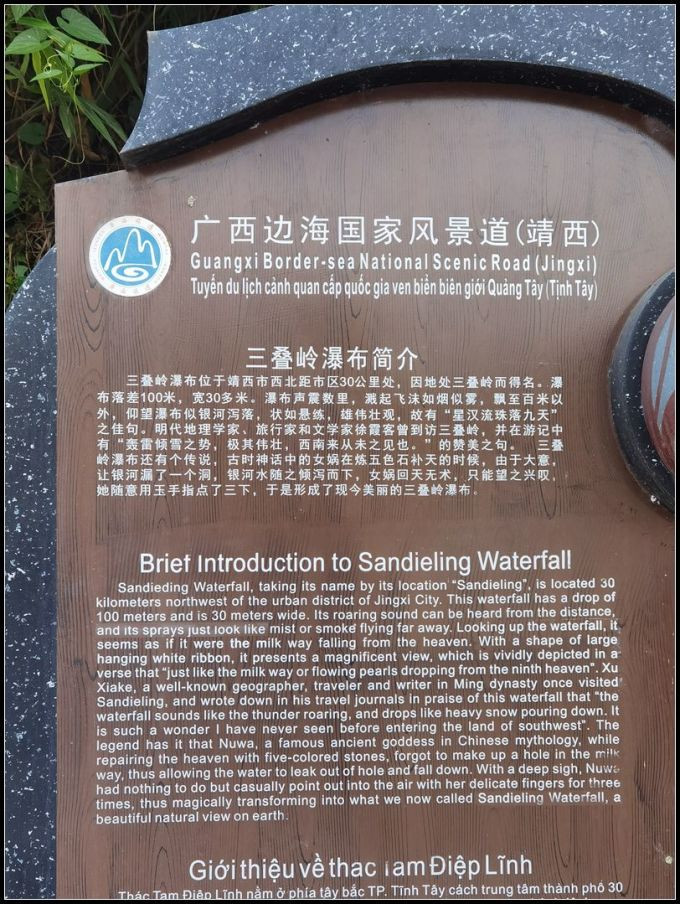 广西边海国家风景道(靖西)
Guangxi Border-sea National Scenic Road (Jingxi)
Tuyến du lịch cảnh quan cấp quốc gia ven biển biên giới Quảng Tây (Tịnh Tây)
三叠岭瀑布简介
三叠岭瀑布位于靖西市西北距市区30公里处，因地处三叠岭而得名。瀑
布落差100米，宽30多米。瀑布声震数里，溅起飞沫如烟似雾，飘至百米以
外，仰望瀑布似银河泻落，状如悬练，雄伟壮观，故有“星汉流珠落九天”
之佳句。明代地理学家、旅行家和文学家徐霞客曾到访三叠岭，并在游记中
有“轰雷倾雪之势，极其伟壮，西南来从未之见也。”的赞美之句。 三叠
岭瀑布还有个传说，古时神话中的女娲在炼五色石补天的时候，由于大意，
让银河漏了一个洞，银河水随之倾泻而下，女娲回天无术，只能望之兴叹，
她随意用玉手指点了三下，于是形成了现今美丽的三叠岭瀑布。
Brief Introduction to Sandieling Waterfall
Sandieding Waterfall, taking its name by its location “Sandieling”, is located 30
kilometers northwest of the urban district of Jingxi City. This waterfall has a drop of
100 meters and is 30 meters wide. Its roaring sound can be heard from the distance,
and its sprays just look like mist or smoke flying far away. Looking up the waterfall, it
seems as if it were the milk way falling from the heaven. With a shape of large
hanging white ribbon, it presents a magnificent view, which is vividly depicted in a
verse that “just like the milk way or flowing pearls dropping from the ninth heaven”. Xu
Xiake, a well-known geographer, traveler and writer in Ming dynasty once visited
Sandieling, and wrote down in his travel journals in praise of this waterfall that “the
waterfall sounds like the thunder roaring, and drops like heavy snow pouring down. It
is such a wonder I have never seen before entering the land of southwest”. The
legend has it that Nuwa, a famous ancient goddess in Chinese mythology, while
repairing the heaven with five-colored stones, forgot to make up a hole in the milk
way, thus allowing the water to leak out of hole and fall down. With a deep sigh, Nuwa
had nothing to do but casually point out into the air with her delicate fingers for three
times, thus magically transforming into what we now called Sandieling Waterfall, a
beautiful natural view on earth.
Giới thiệu về thac Tam Điệp Lĩnh
Thác Tam Điệp Lĩnh nằm ở phía tây bắc TP. Tĩnh Tây cách trung tâm thành phố 30